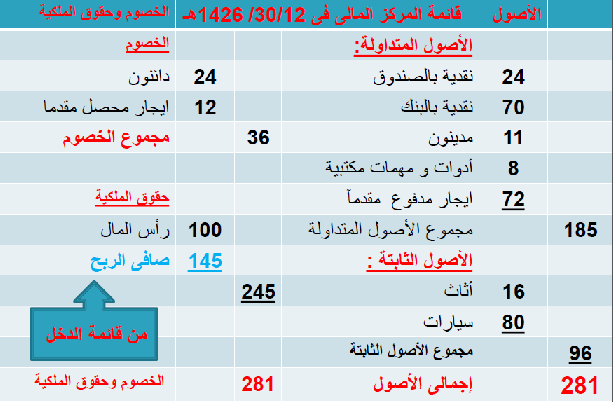 الأصول قائمة المركز المالى فى 30/12/ 1426هـ الخصوم وحقوق الملكية
الأصول المتداولة: الخصوم
24 نقدية بالصندوق 24 دائنون
70 نقدية بالبنك 12 ايجار محصل مقدما
11 مدينون 36 مجموع الخصوم
8 أدوات و مهمات مكتبية
72 ايجار مدفوع مقدمآ حقوق الملكية
185 مجموع الأصول المتداولة 100 رأس المال
الأصول الثابتة : 145 صافى الربح
16 أثاث 245
80 سيارات
من قائمة الدخل
96 مجموع الأصول الثابتة
281 إجمالى الأصول 281 الخصوم وحقوق الملكية